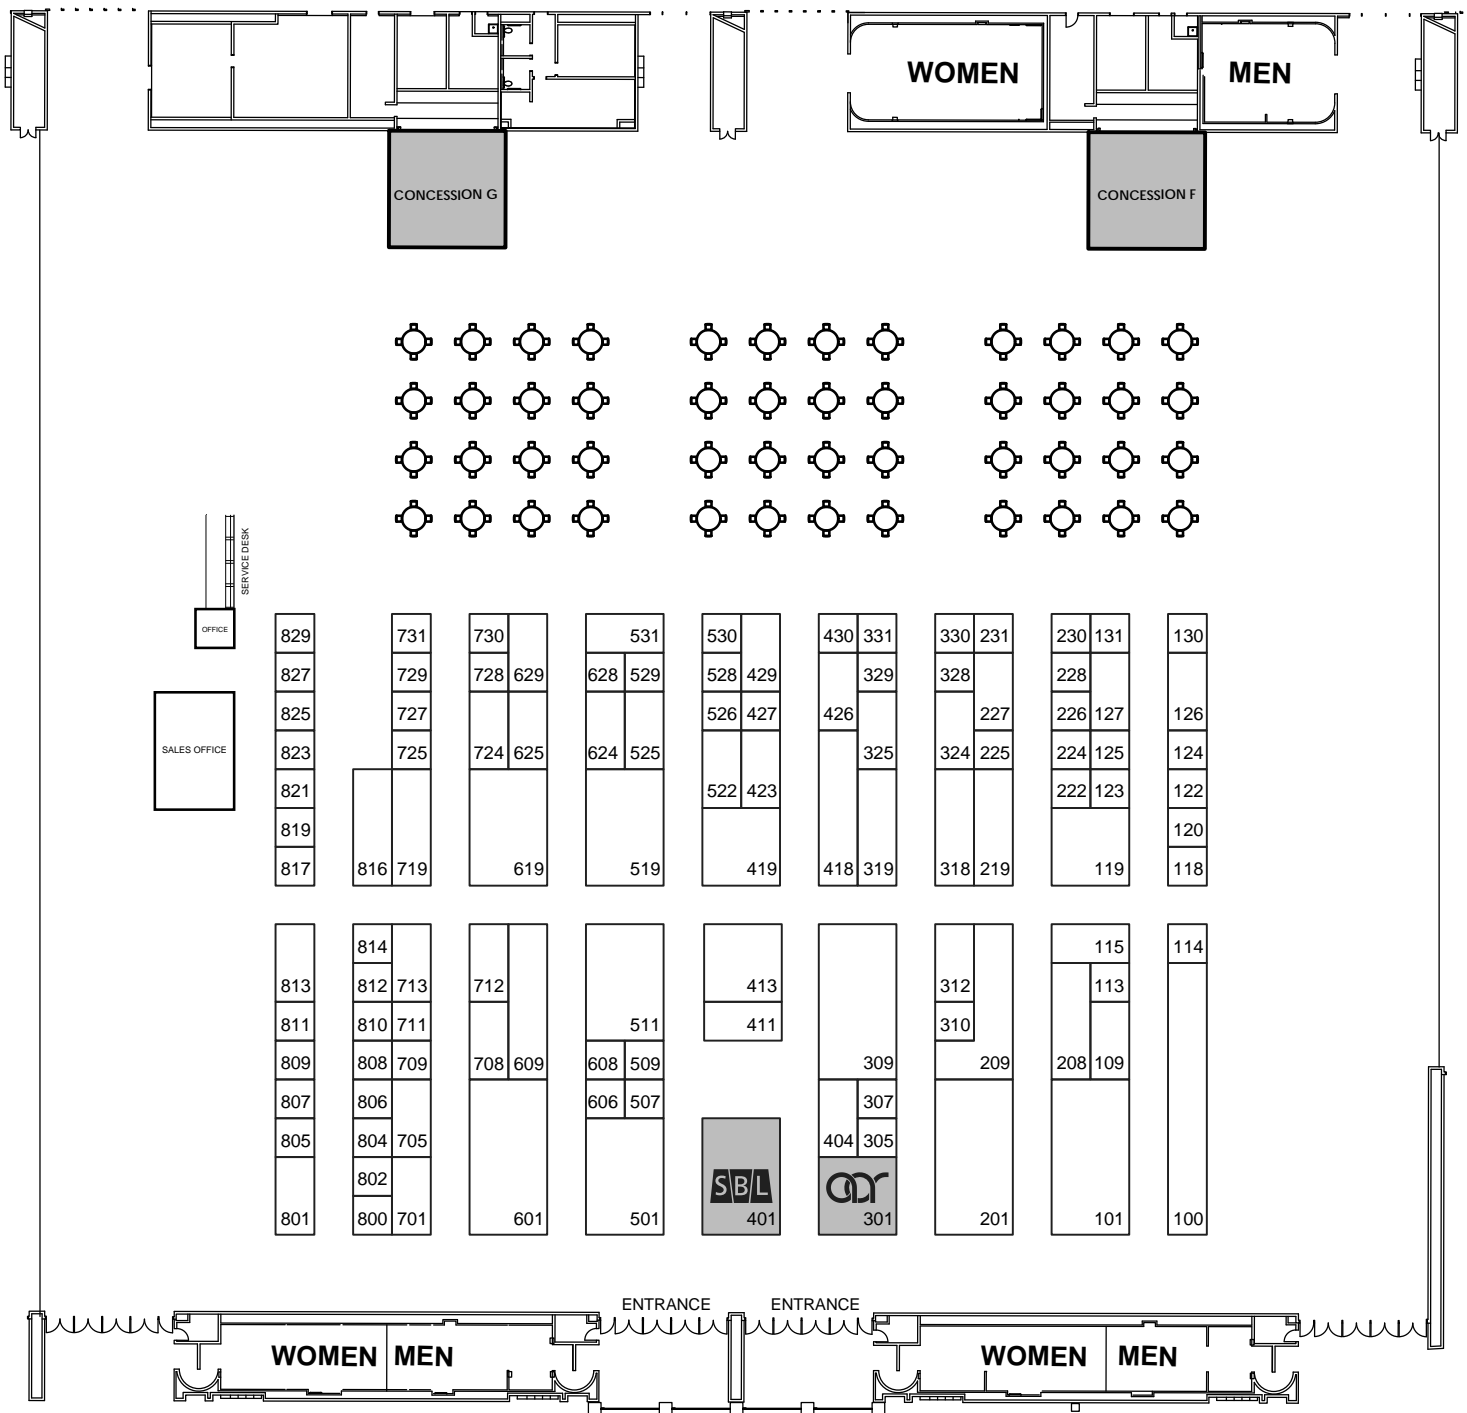 WOMEN MEN
CONCESSION G CONCESSION F
SERVICE DESK
OFFICE
SALES OFFICE
829 731 730 531 530 430 331 330 231 230 131 130
827 729 728 629 628 529 528 429 329 328 228
825 727 526 427 426 227 226 127 126
823 725 724 625 624 525 325 324 225 224 125 124
821 522 423 222 123 122
819 120
817 816 719 619 519 419 418 319 318 219 119 118
814 115 114
813 812 713 712 413 312 113
811 810 711 511 411 310
809 808 709 708 609 608 509 309 209 208 109
807 806 606 507 307
805 804 705 404 305
802 SBL aar
801 800 701 601 501 401 301 201 101 100
ENTRANCE ENTRANCE
WOMEN MEN WOMEN MEN